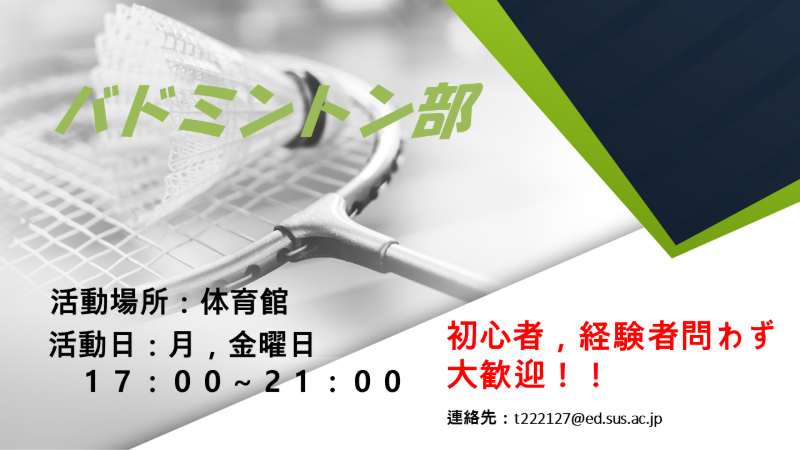 バドミントン部
活動場所：体育館
活動日：月，金曜日
１７：００~２１：００
初心者，経験者問わず
大歓迎！！
連絡先：t222127@ed.sus.ac.jp